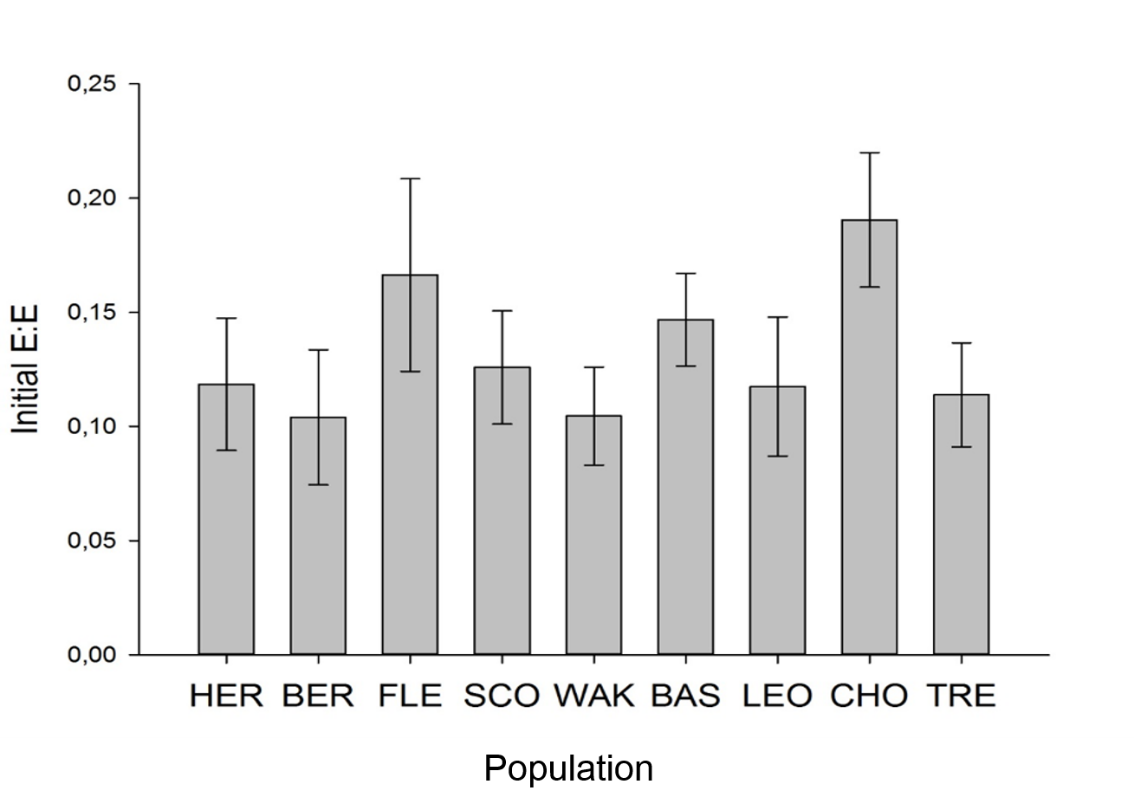 0,25
0,20
0,15
0,10
0,05
0,00
Initial E:E
HER BER FLE SCO WAK BAS LEO CHO TRE
Population